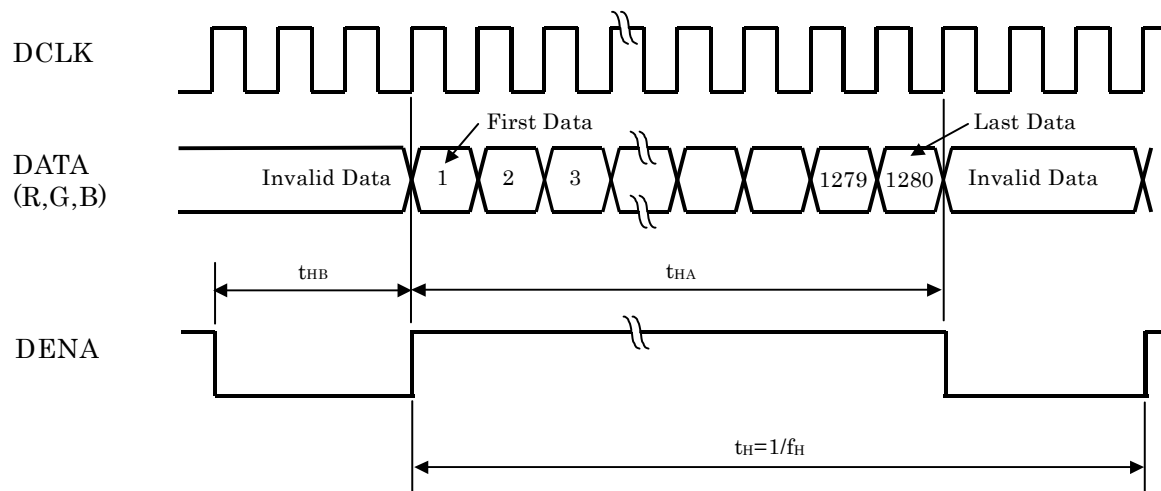 DCLK
First Data
Last Data
DATA
(R,G,B)
Invalid Data 1 2 3 1279 1280 Invalid Data
tHB
tHA
DENA
tH=1/fH